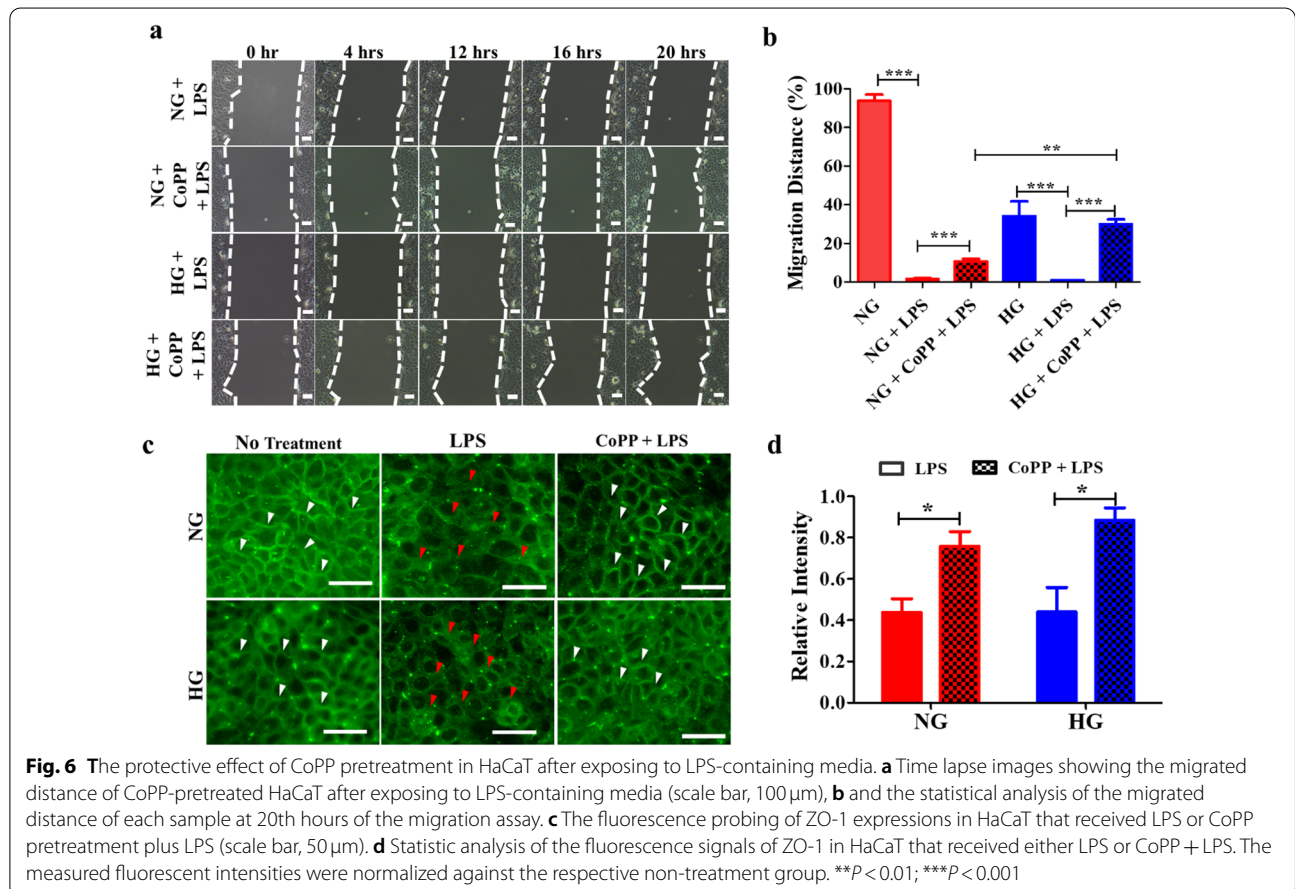 a
0 hr 4 hrs 12 hrs 16 hrs 20 hrs
NG +
LPS
NG +
CoPP
+ LPS
HG +
LPS
HG +
CoPP
+ LPS
b
Migration Distance (%)
100
80
60
40
20
0
***
***
**
***
***
NG
NG + LPS
NG + CoPP + LPS
HG
HG + LPS
HG + CoPP + LPS
c
No Treatment LPS CoPP + LPS
NG
HG
d
LPS CoPP + LPS
Relative Intensity
1.0
0.8
0.6
0.4
0.2
0.0
*
*
NG HG
Fig. 6 The protective effect of CoPP pretreatment in HaCaT after exposing to LPS-containing media. a Time lapse images showing the migrated
distance of CoPP-pretreated HaCaT after exposing to LPS-containing media (scale bar, 100 μm), b and the statistical analysis of the migrated
distance of each sample at 20th hours of the migration assay. c The fluorescence probing of ZO-1 expressions in HaCaT that received LPS or CoPP
pretreatment plus LPS (scale bar, 50 μm). d Statistic analysis of the fluorescence signals of ZO-1 in HaCaT that received either LPS or CoPP + LPS. The
measured fluorescent intensities were normalized against the respective non-treatment group. **P < 0.01; ***P < 0.001